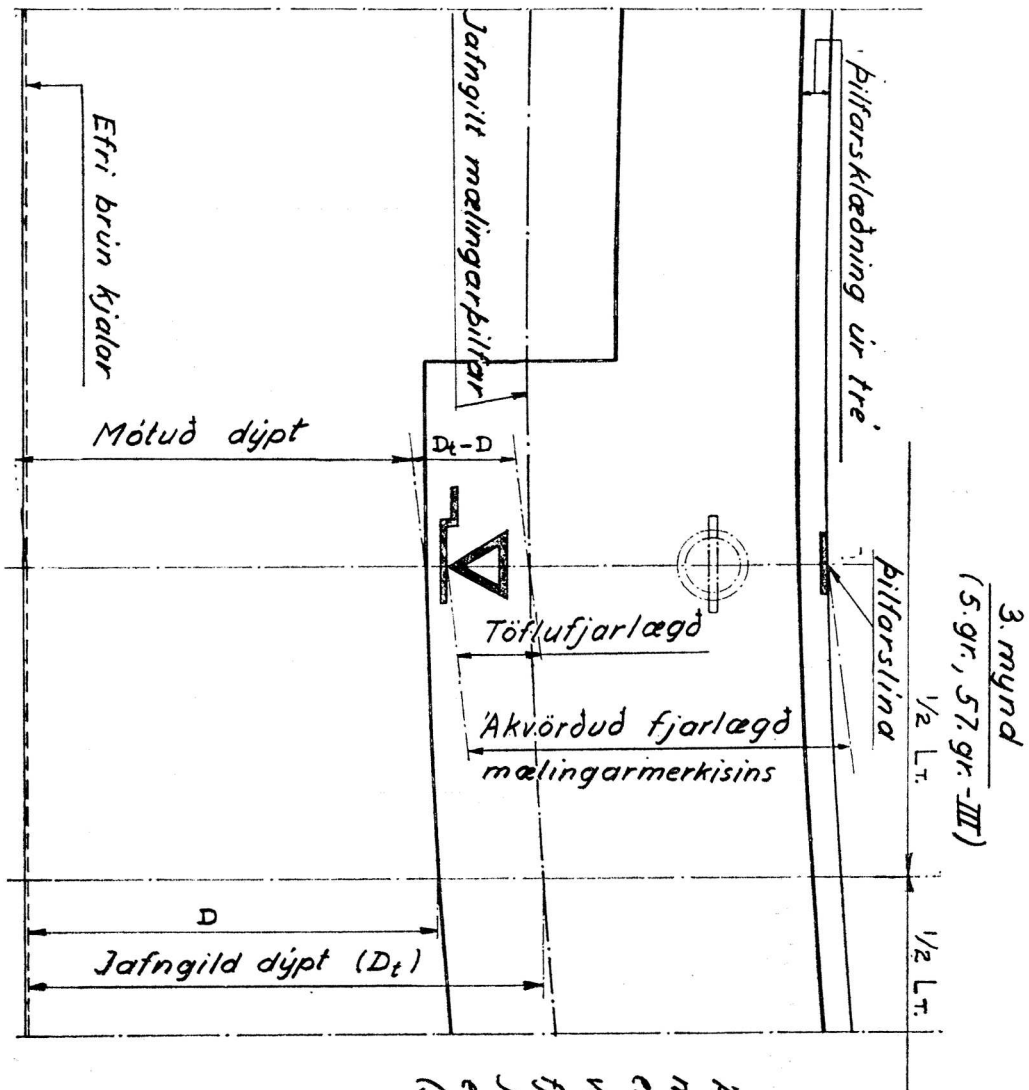 3. mynd
(5. gr., 57. gr. - III)
1/2 LT.
1/2 LT.
þilfarsklæðning úr tré
þilfarslína
Jafngilt mælingarþilfar
Efri brún kjalar
Mótuð dýpt
Dt-D
Töflufjarlægð
Ákvörðuð fjarlægð
mælingarmerkisins
D
Jafngild dýpt (Dt)